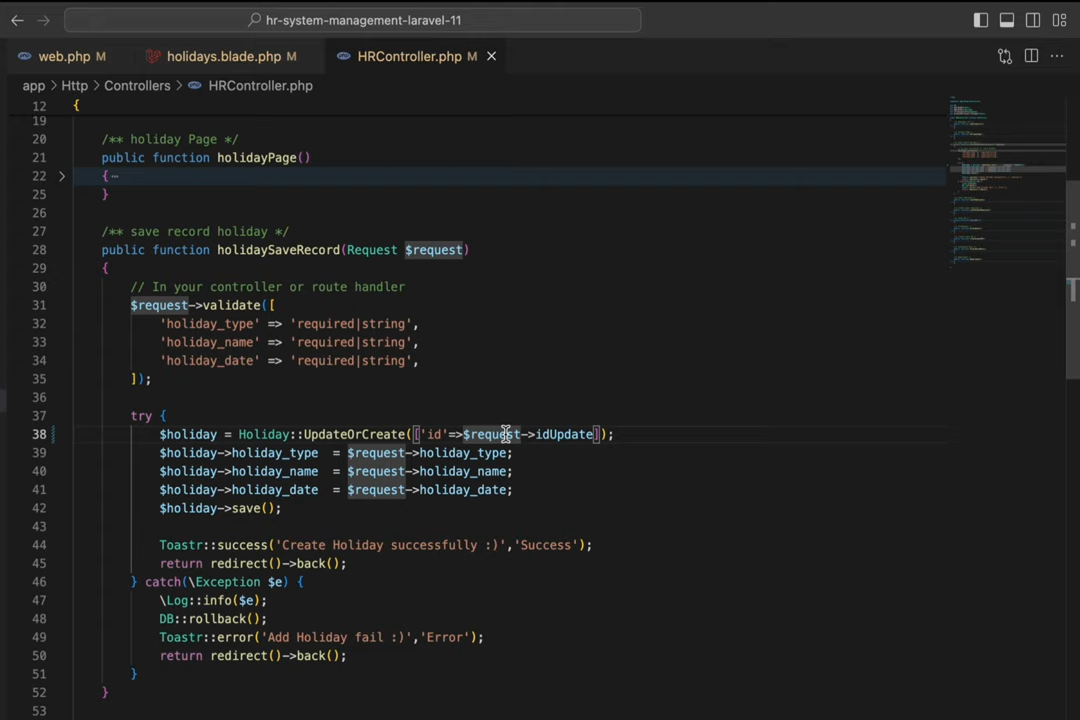 hr-system-management-laravel-11
web.php M holidays.blade.php M HRController.php M
app > Http > Controllers > HRController.php
12 {
19
20 /** holiday Page */
21 public function holidayPage()
22 { ⋯
25 }
26
27 /** save record holiday */
28 public function holidaySaveRecord(Request $request)
29 {
30 // In your controller or route handler
31 $request->validate([
32 'holiday_type' => 'required|string',
33 'holiday_name' => 'required|string',
34 'holiday_date' => 'required|string',
35 ]);
36
37 try {
38 $holiday = Holiday::UpdateOrCreate(['id'=>$request->idUpdate]);
39 $holiday->holiday_type = $request->holiday_type;
40 $holiday->holiday_name = $request->holiday_name;
41 $holiday->holiday_date = $request->holiday_date;
42 $holiday->save();
43
44 Toastr::success('Create Holiday successfully :)','Success');
45 return redirect()->back();
46 } catch(\Exception $e) {
47 \Log::info($e);
48 DB::rollback();
49 Toastr::error('Add Holiday fail :)','Error');
50 return redirect()->back();
51 }
52 }
53